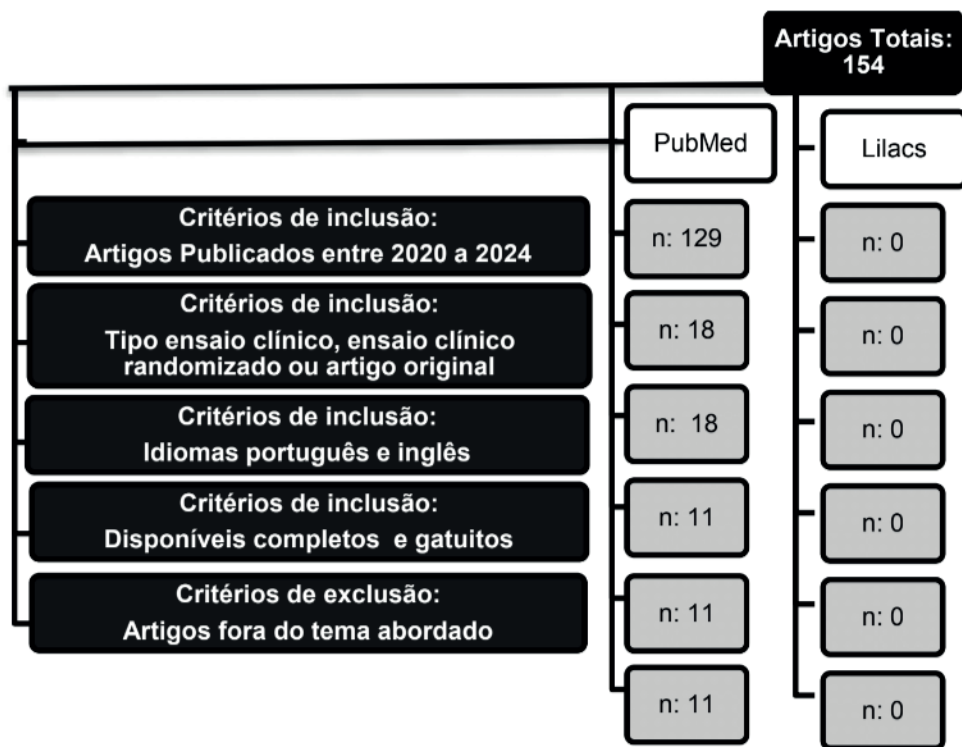 Artigos Totais:
154
PubMed
Lilacs
Critérios de inclusão:
Artigos Publicados entre 2020 a 2024
n: 129
n: 0
Critérios de inclusão:
Tipo ensaio clínico, ensaio clínico
randomizado ou artigo original
n: 18
n: 0
Critérios de inclusão:
Idiomas português e inglês
n: 18
n: 0
Critérios de inclusão:
Disponíveis completos e gatuitos
n: 11
n: 0
Critérios de exclusão:
Artigos fora do tema abordado
n: 11
n: 0
n: 11
n: 0